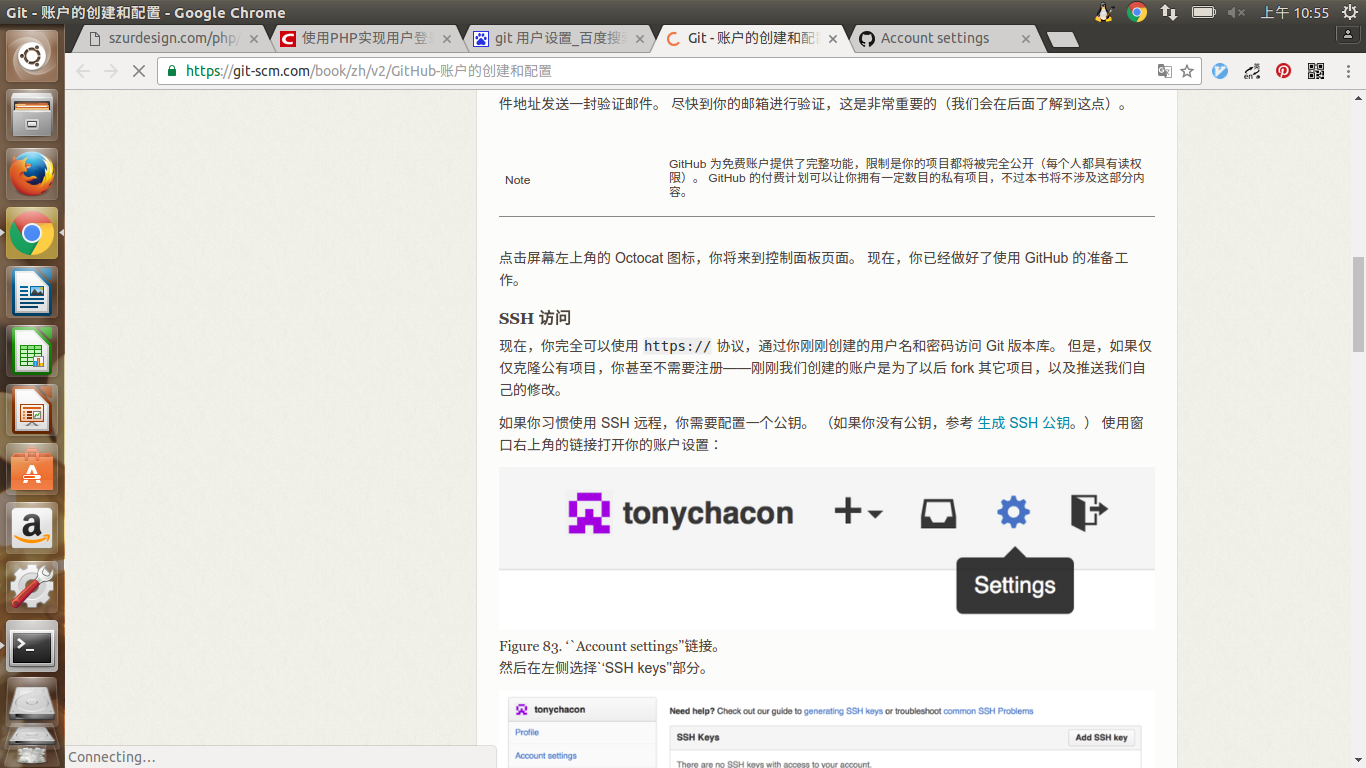 Git - 账户的创建和配置 - Google Chrome
上午 10:55
szurdesign.com/php/
使用PHP实现用户登
git 用户设置_百度搜
Git - 账户的创建和配
Account settings
https://git-scm.com/book/zh/v2/GitHub-账户的创建和配置
件地址发送一封验证邮件。 尽快到你的邮箱进行验证，这是非常重要的（我们会在后面了解到这点）。
Note
GitHub 为免费账户提供了完整功能，限制是你的项目都将被完全公开（每个人都具有读权
限）。 GitHub 的付费计划可以让你拥有一定数目的私有项目，不过本书将不涉及这部分内
容。
点击屏幕左上角的 Octocat 图标，你将来到控制面板页面。 现在，你已经做好了使用 GitHub 的准备工
作。
SSH 访问
现在，你完全可以使用 https:// 协议，通过你刚刚创建的用户名和密码访问 Git 版本库。 但是，如果仅
仅克隆公有项目，你甚至不需要注册——刚刚我们创建的账户是为了以后 fork 其它项目，以及推送我们自
己的修改。
如果你习惯使用 SSH 远程，你需要配置一个公钥。 （如果你没有公钥，参考 生成 SSH 公钥。） 使用窗
口右上角的链接打开你的账户设置：
tonychacon
Settings
Figure 83. ‘`Account settings’'链接。
然后在左侧选择`‘SSH keys’'部分。
tonychacon
Profile
Account settings
Need help? Check out our guide to generating SSH keys or troubleshoot common SSH Problems
SSH Keys
Add SSH key
There are no SSH keys with access to your account.
Connecting...